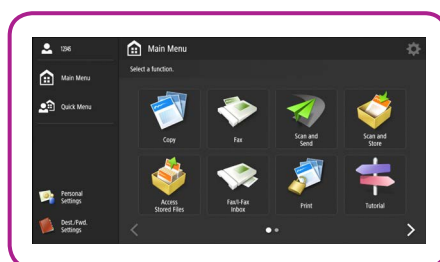 12345
Main Menu
Select a function.
Main Menu
Quick Menu
Copy
Fax
Scan and
Send
Scan and
Store
Access
Stored Files
Fax/I-Fax
Inbox
Print
Tutorial
Personal
Settings
Dest./Fwd.
Settings